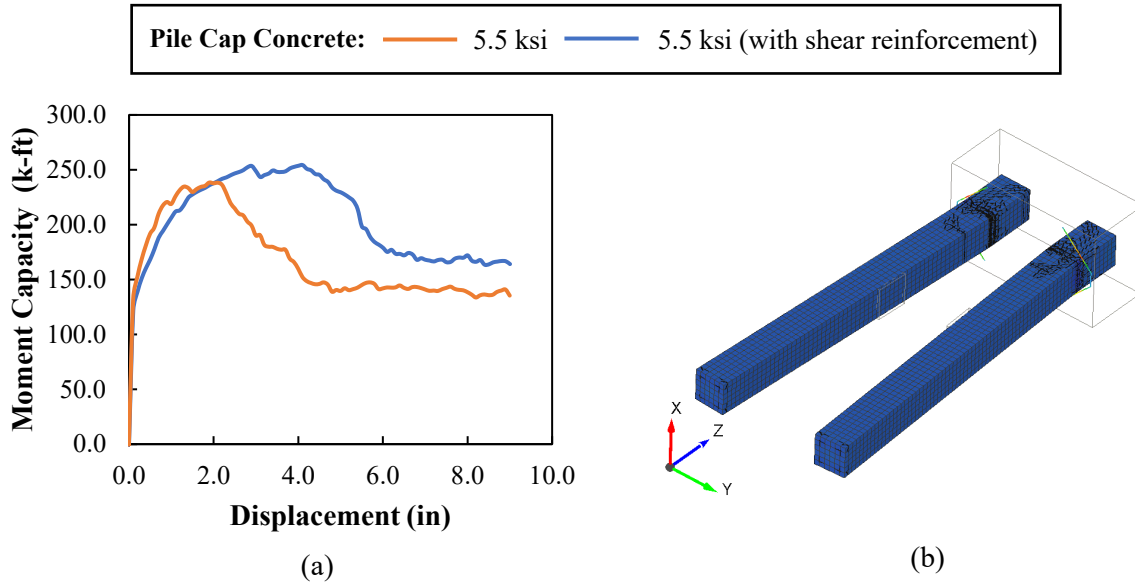 Pile Cap Concrete: 5.5 ksi 5.5 ksi (with shear reinforcement)
300.0
250.0
200.0
150.0
100.0
50.0
0.0
Moment Capacity (k-ft)
0.0 2.0 4.0 6.0 8.0 10.0
Displacement (in)
(a)
X
Z
Y
(b)